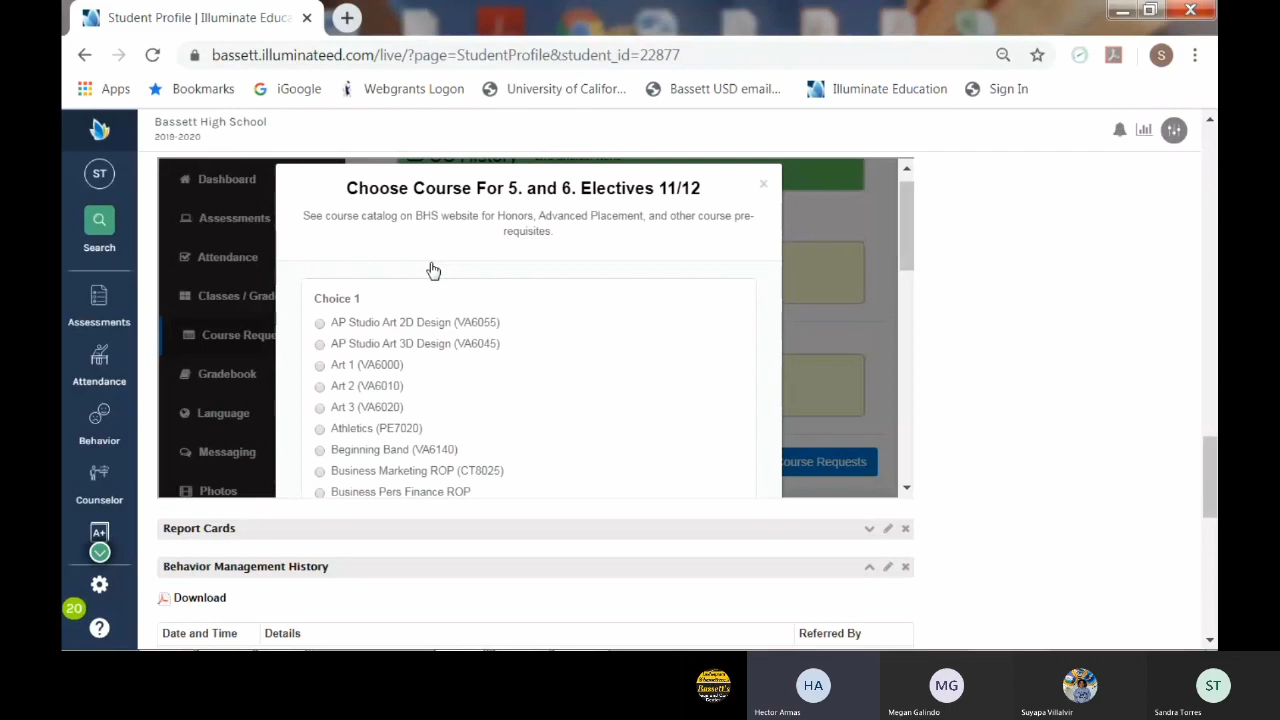 Student Profile | Illuminate Educa
bassett.illuminateed.com/live/?page=StudentProfile&student_id=22877
S
Apps
Bookmarks
iGoogle
Webgrants Logon
University of Califor...
Bassett USD email...
Illuminate Education
Sign In
Bassett High School
2019-2020
ST
Search
Assessments
Attendance
Behavior
Counselor
A+
20
?
Dashboard
Assessments
Attendance
Classes / Grad
Course Reque
Gradebook
Language
Messaging
Photos
Choose Course For 5. and 6. Electives 11/12
See course catalog on BHS website for Honors, Advanced Placement, and other course pre-
requisites.
Choice 1
AP Studio Art 2D Design (VA6055)
AP Studio Art 3D Design (VA6045)
Art 1 (VA6000)
Art 2 (VA6010)
Art 3 (VA6020)
Athletics (PE7020)
Beginning Band (VA6140)
Business Marketing ROP (CT8025)
Business Pers Finance ROP
Course Requests
Report Cards
Behavior Management History
Download
Date and Time
Details
Referred By
Bassett's
HA
Hector Armas
MG
Megan Galindo
Suyapa Villalvir
ST
Sandra Torres